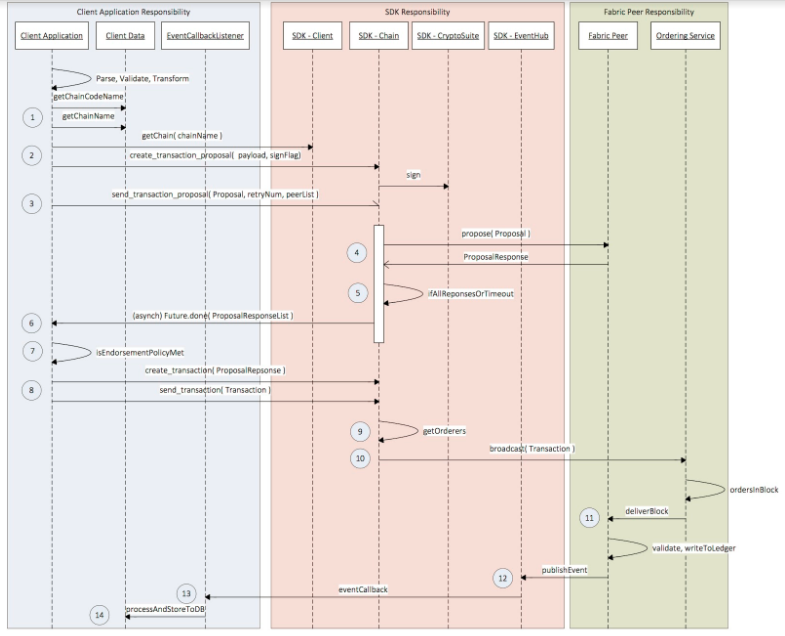 Client Application Responsibility
SDK Responsibility
Fabric Peer Responsibility
Client Application
Client Data
EventCallbackListener
SDK - Client
SDK - Chain
SDK - CryptoSuite
SDK - EventHub
Fabric Peer
Ordering Service
Parse, Validate, Transform
getChainCodeName
1
getChainName
getChain( chainName )
2
create_transaction_proposal( payload, signFlag)
sign
send_transaction_proposal( Proposal, retryNum, peerList )
3
propose( Proposal )
4
ProposalResponse
5
ifAllReponsesOrTimeout
(asynch) Future.done( ProposalResponseList )
6
7
isEndorsementPolicyMet
create_transaction( ProposalRepsonse )
8
send_transaction( Transaction )
9
getOrderers
broadcast( Transaction )
10
ordersInBlock
deliverBlock
11
validate, writeToLedger
publishEvent
12
eventCallback
13
processAndStoreToDB
14